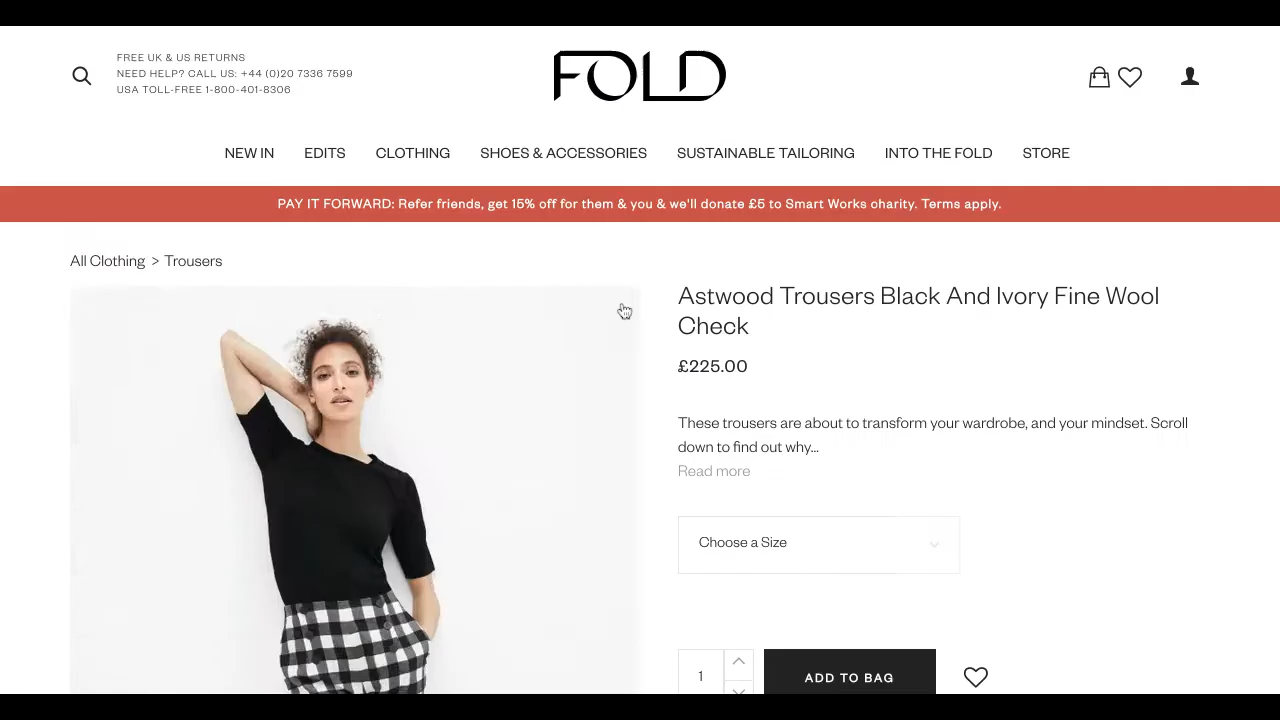 FREE UK & US RETURNS
NEED HELP? CALL US: +44 (0)20 7336 7599
USA TOLL-FREE 1-800-401-8306
FOLD
NEW IN EDITS CLOTHING SHOES & ACCESSORIES SUSTAINABLE TAILORING INTO THE FOLD STORE
PAY IT FORWARD: Refer friends, get 15% off for them & you & we'll donate £5 to Smart Works charity. Terms apply.
All Clothing > Trousers
Astwood Trousers Black And Ivory Fine Wool
Check
£225.00
These trousers are about to transform your wardrobe, and your mindset. Scroll
down to find out why...
Read more
Choose a Size
1
ADD TO BAG